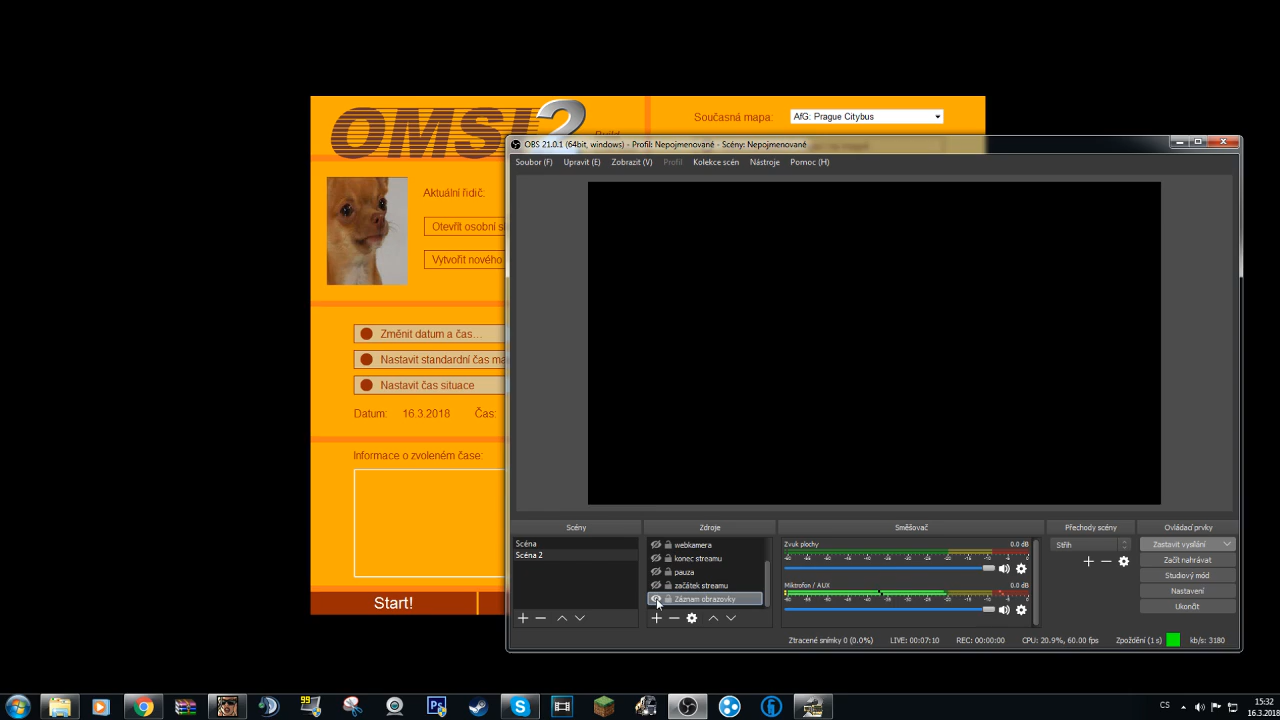 OMSI 2
Build
Současná mapa:
AfG: Prague Citybus
OBS 21.0.1 (64bit, windows) - Profil: Nepojmenované - Scény: Nepojmenované
Soubor (F)
Upravit (E)
Zobrazit (V)
Profil
Kolekce scén
Nástroje
Pomoc (H)
Aktuální řidič:
Otevřít osobní s
Vytvořit nového
Změnit datum a čas...
Nastavit standardní čas ma
Nastavit čas situace
Datum: 16.3.2018 Čas:
Informace o zvoleném čase:
Start!
Scény
Scéna
Scéna 2
Zdroje
webkamera
konec streamu
pauza
začátek streamu
Záznam obrazovky
Směšovač
Zvuk plochy
0.0 dB
Mikrofon / AUX
0.0 dB
Přechody scény
Střih
Ovládací prvky
Zastavit vysílání
Začít nahrávat
Studiový mód
Nastavení
Ukončit
Ztracené snímky 0 (0.0%)
LIVE: 00:07:10
REC: 00:00:00
CPU: 20.9%, 60.00 fps
Zpoždění (1 s)
kb/s: 3180
99
Ps
CS
15:32
16.3.2018